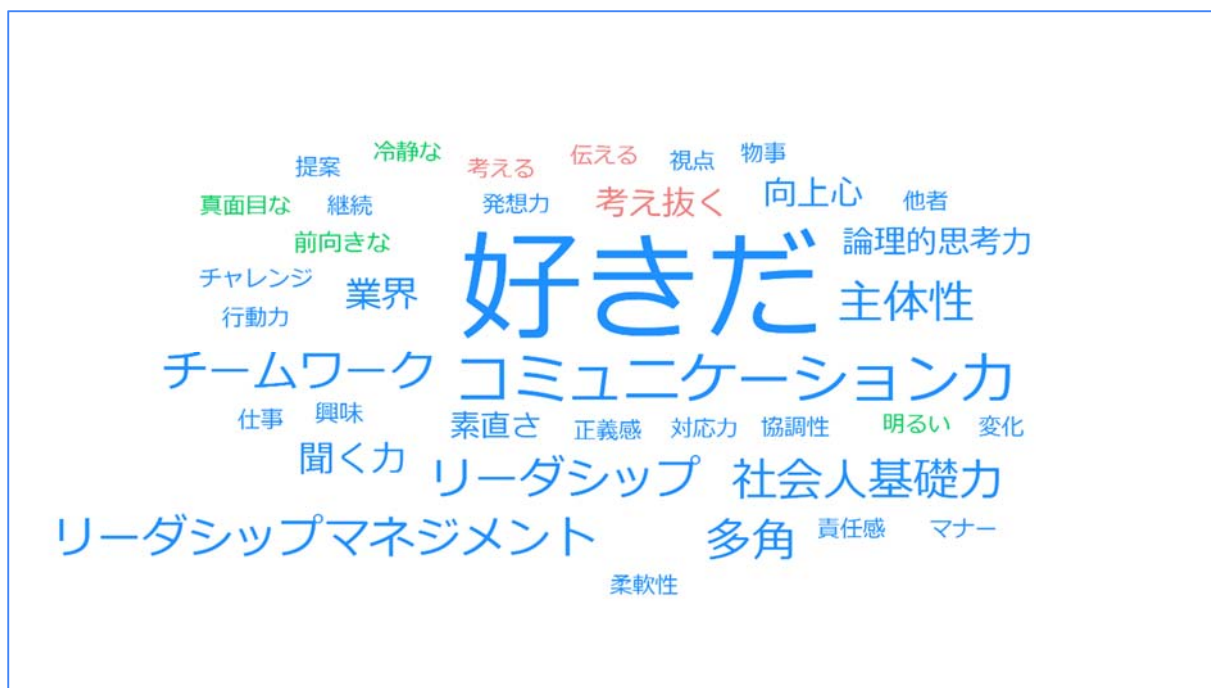 冷静な 考える 伝える 視点 物事
提案
真面目な 継続 発想力 考え抜く 向上心 他者
前向きな 好きだ 論理的思考力
チャレンジ 業界 主体性
行動力
チームワーク コミュニケーション力
仕事 興味 素直さ 正義感 対応力 協調性 明るい 変化
聞く力 リーダシップ 社会人基礎力
リーダシップマネジメント 多角 責任感 マナー
柔軟性